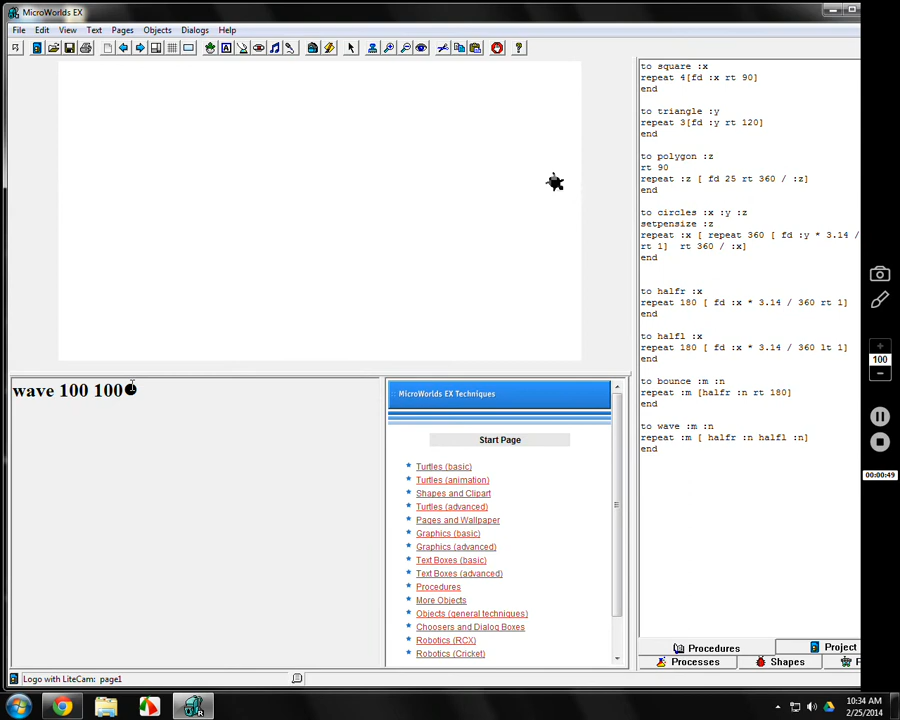 MicroWorlds EX
File Edit View Text Pages Objects Dialogs Help
to square :x
repeat 4[fd :x rt 90]
end
to triangle :y
repeat 3[fd :y rt 120]
end
to polygon :z
rt 90
repeat :z [ fd 25 rt 360 / :z]
end
to circles :x :y :z
setpensize :z
repeat :x [ repeat 360 [ fd :y * 3.14 /
rt 1] rt 360 / :x]
end
to halfr :x
repeat 180 [ fd :x * 3.14 / 360 rt 1]
end
to halfl :x
repeat 180 [ fd :x * 3.14 / 360 lt 1]
end
to bounce :m :n
repeat :m [halfr :n rt 180]
end
to wave :m :n
repeat :m [ halfr :n halfl :n]
end
100
00:00:49
wave 100 100
:: MicroWorlds EX Techniques
Start Page
Turtles (basic)
Turtles (animation)
Shapes and Clipart
Turtles (advanced)
Pages and Wallpaper
Graphics (basic)
Graphics (advanced)
Text Boxes (basic)
Text Boxes (advanced)
Procedures
More Objects
Objects (general techniques)
Choosers and Dialog Boxes
Robotics (RCX)
Robotics (Cricket)
Procedures Project
Processes Shapes F
Logo with LiteCam: page1
10:34 AM
2/25/2014